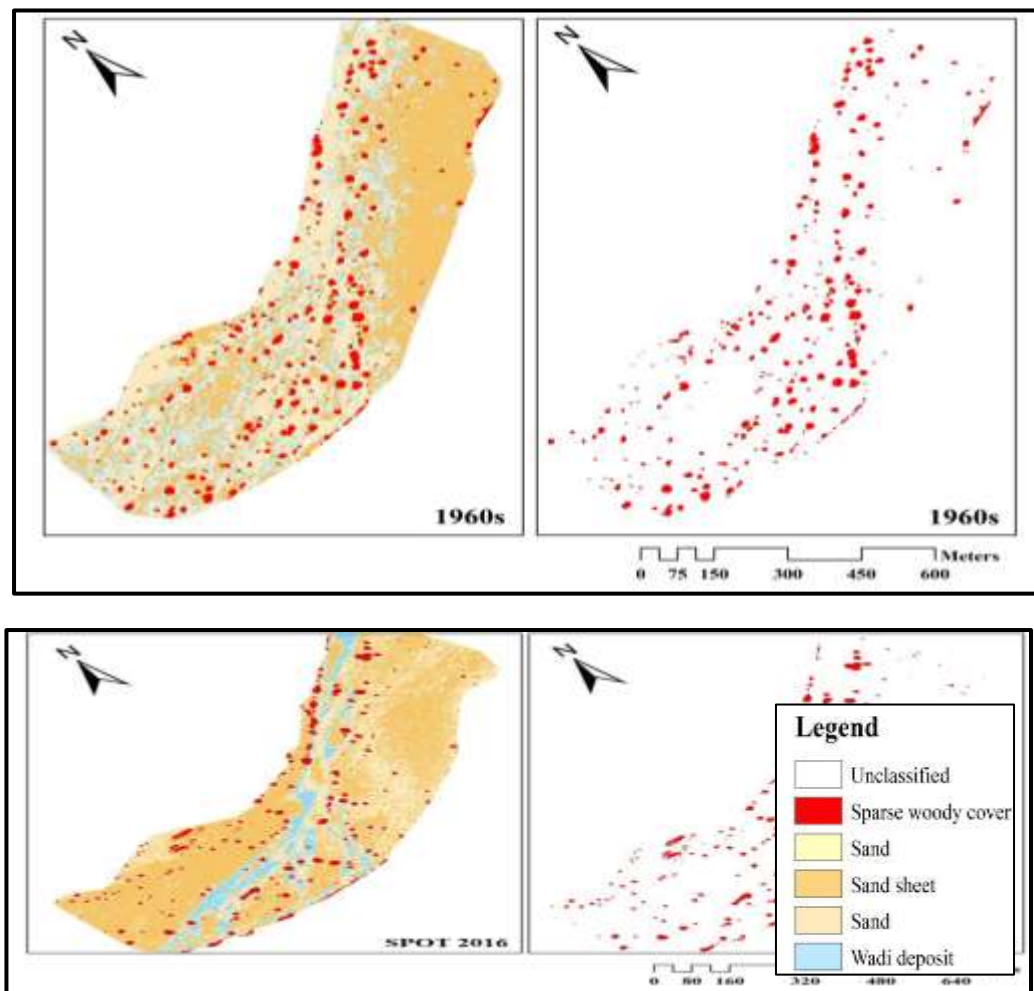 N
N
1960s
1960s
Meters
0 75 150 300 450 600
N
N
Legend
Unclassified
Sparse woody cover
Sand
Sand sheet
Sand
Wadi deposit
SPOT 2016
0 80 160 320 480 640